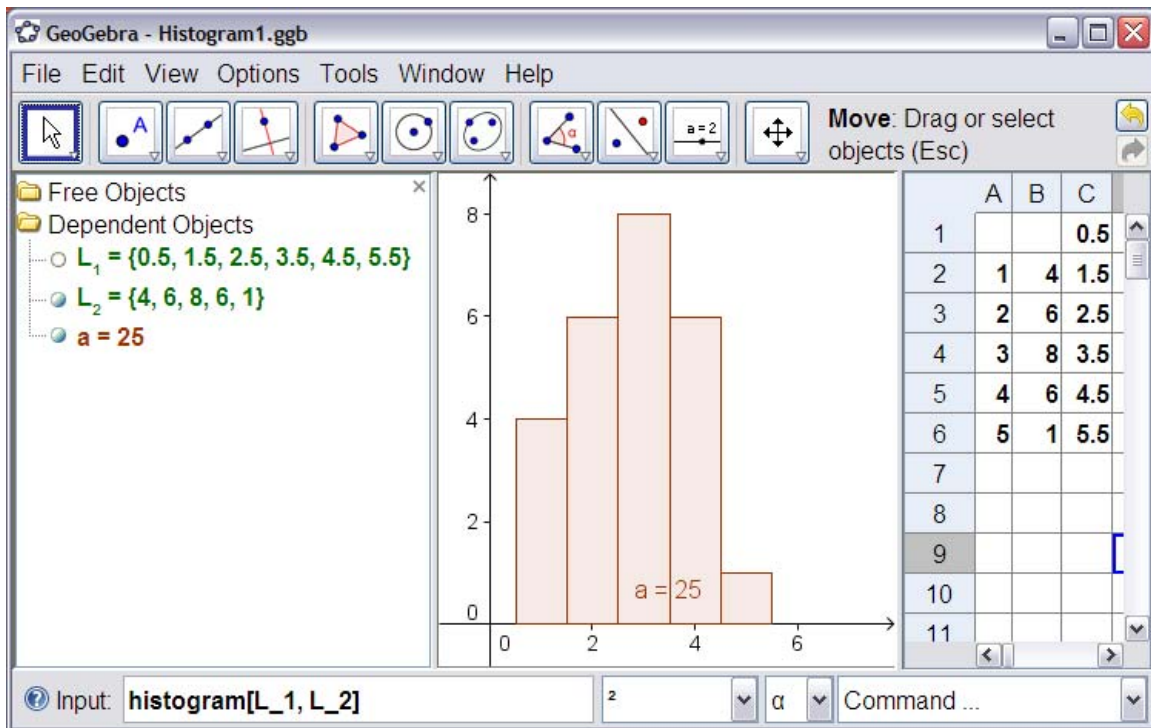 GeoGebra - Histogram1.ggb
File Edit View Options Tools Window Help
A
α
a = 2
Move: Drag or select
objects (Esc)
Free Objects
Dependent Objects
L₁ = {0.5, 1.5, 2.5, 3.5, 4.5, 5.5}
L₂ = {4, 6, 8, 6, 1}
a = 25
8
6
4
2
0
a = 25
0 2 4 6
A B C
1 0.5
2 1 4 1.5
3 2 6 2.5
4 3 8 3.5
5 4 6 4.5
6 5 1 5.5
7
8
9
10
11
Input: histogram[L_1, L_2] ² α Command ...